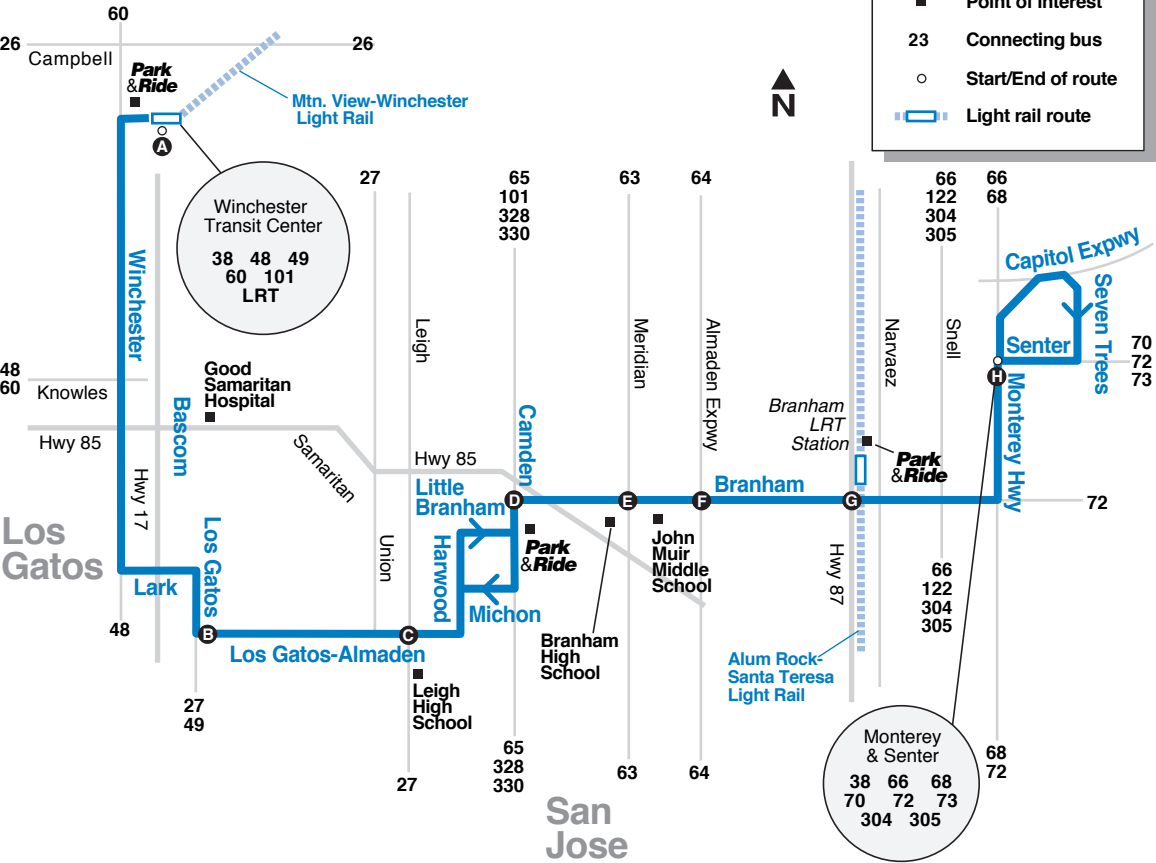 60
26
26
Campbell
Park
&Ride
Mtn. View-Winchester
Light Rail
A
N
Point of interest
23 Connecting bus
Start/End of route
Light rail route
Winchester
Transit Center
38 48 49
60 101
LRT
27
65
101
328
330
63
64
66
122
304
305
66
68
Capitol Expwy
Seven Trees
Senter
70
72
73
H
Monterey Hwy
Winchester
Leigh
Meridian
Almaden Expwy
Narvaez
Snell
48
60
Knowles
Good
Samaritan
Hospital
Bascom
Hwy 85
Samaritan
Hwy 85
Camden
Branham
LRT
Station
Park
&Ride
Hwy 17
Little
Branham
D
E
F
Branham
G
72
Los
Gatos
Los Gatos
Union
Harwood
Park
&Ride
John
Muir
Middle
School
Hwy 87
66
122
304
305
Lark
Michon
48
B
C
Los Gatos-Almaden
Branham
High
School
Alum Rock-
Santa Teresa
Light Rail
Leigh
High
School
27
49
27
65
328
330
63
64
68
72
Monterey
& Senter
38 66 68
70 72 73
304 305
San
Jose